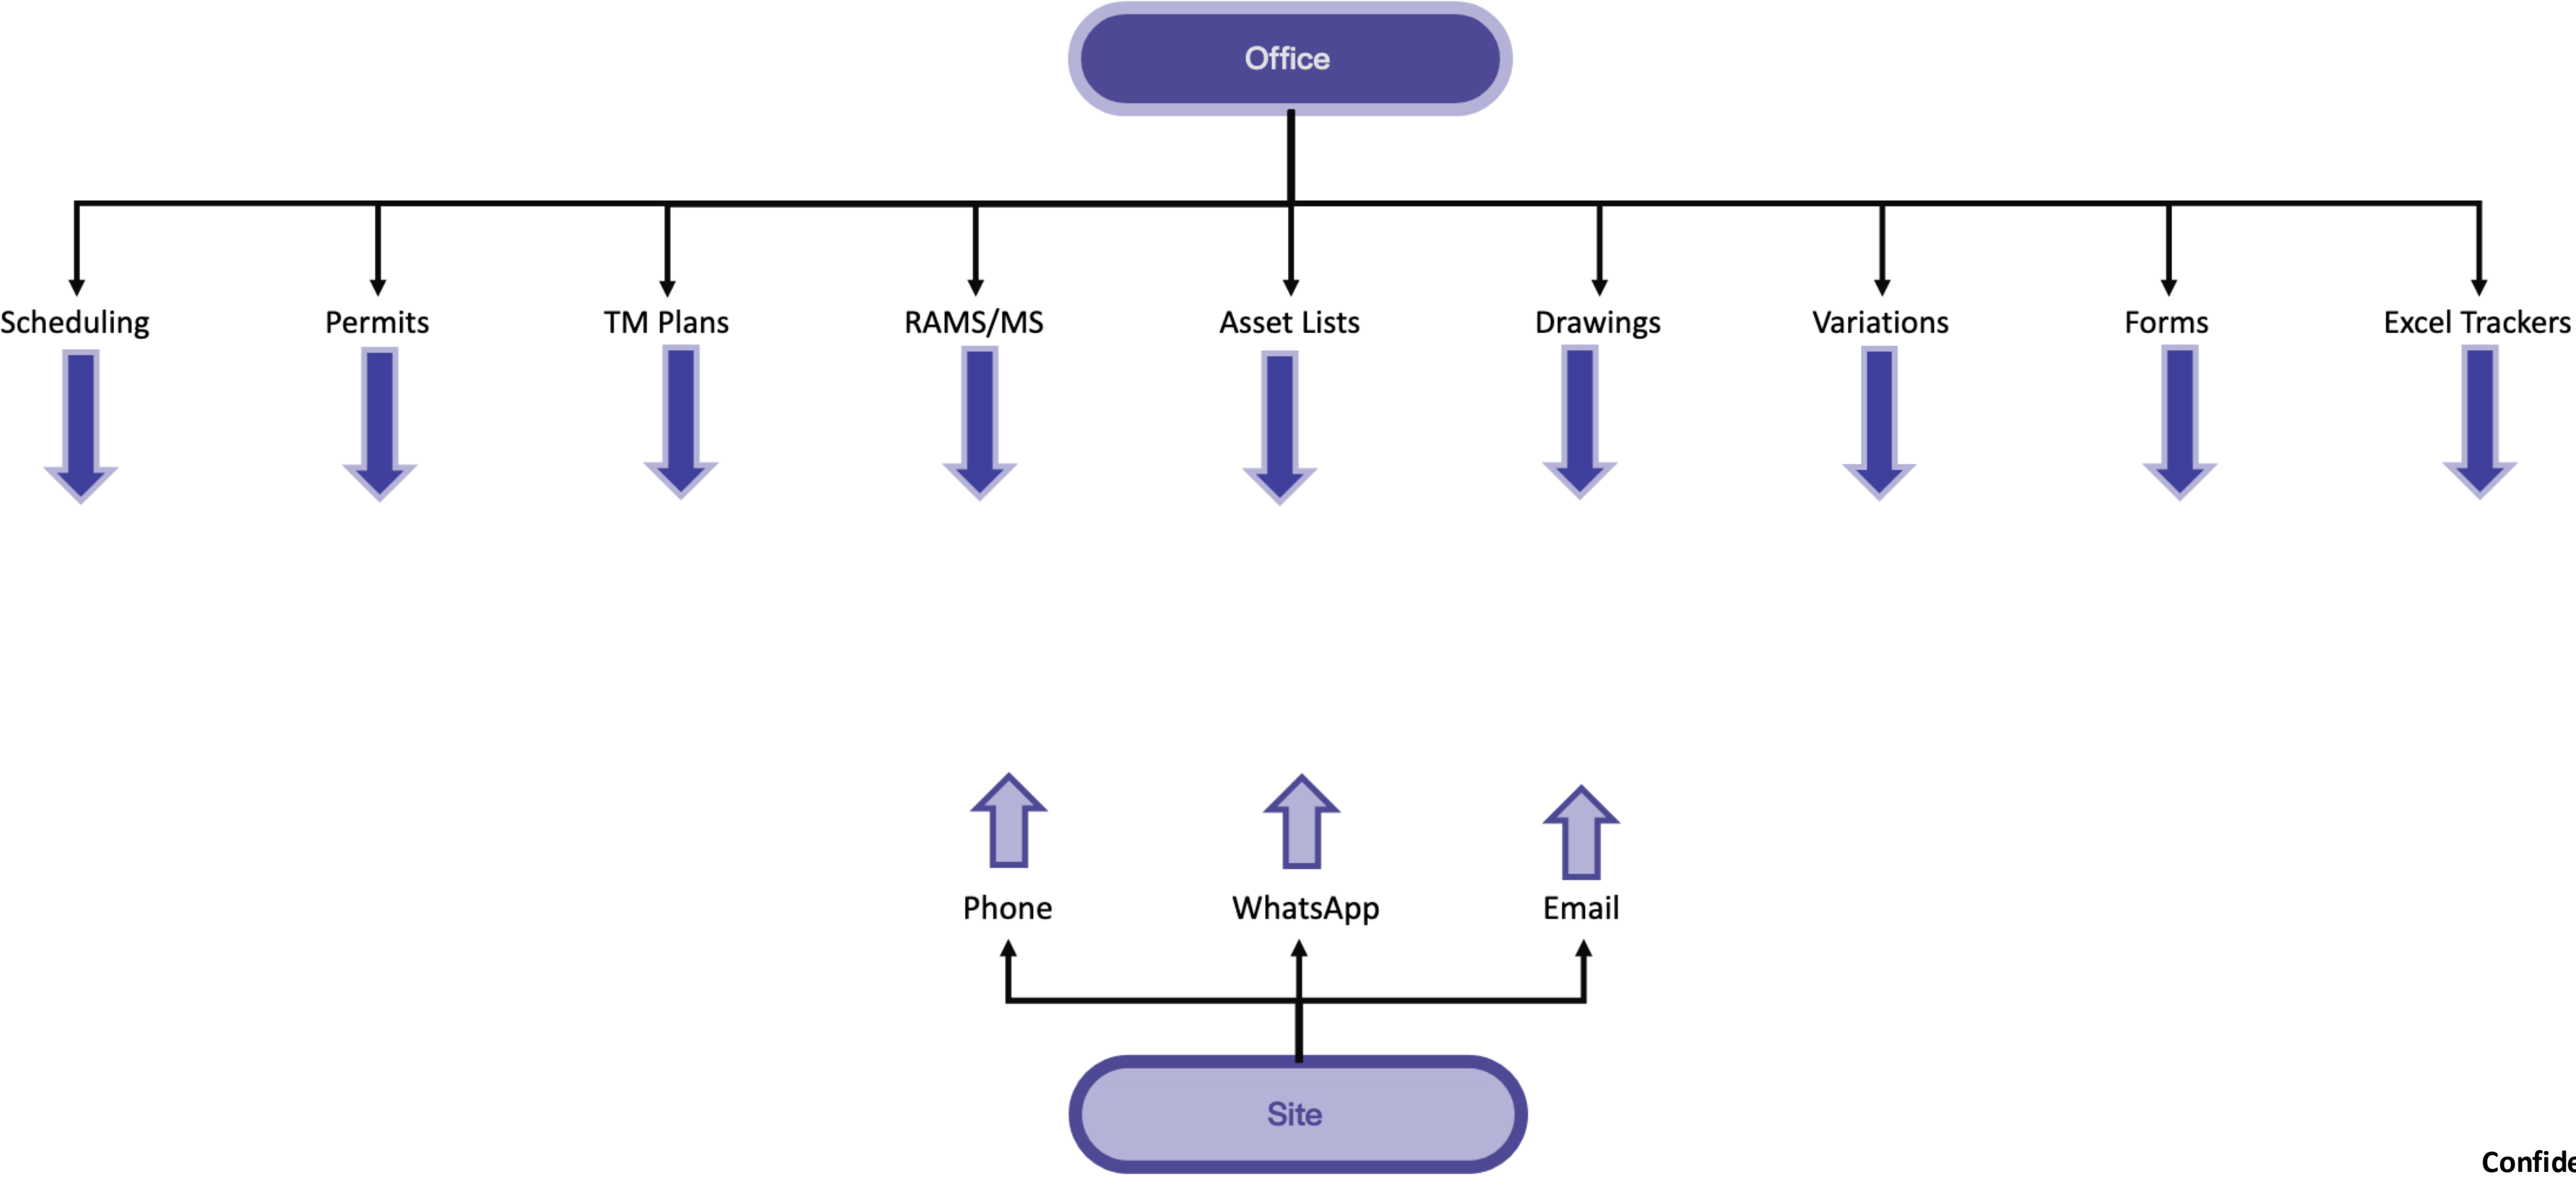 Office
Scheduling
Permits
TM Plans
RAMS/MS
Asset Lists
Drawings
Variations
Forms
Excel Trackers
Phone
WhatsApp
Email
Site